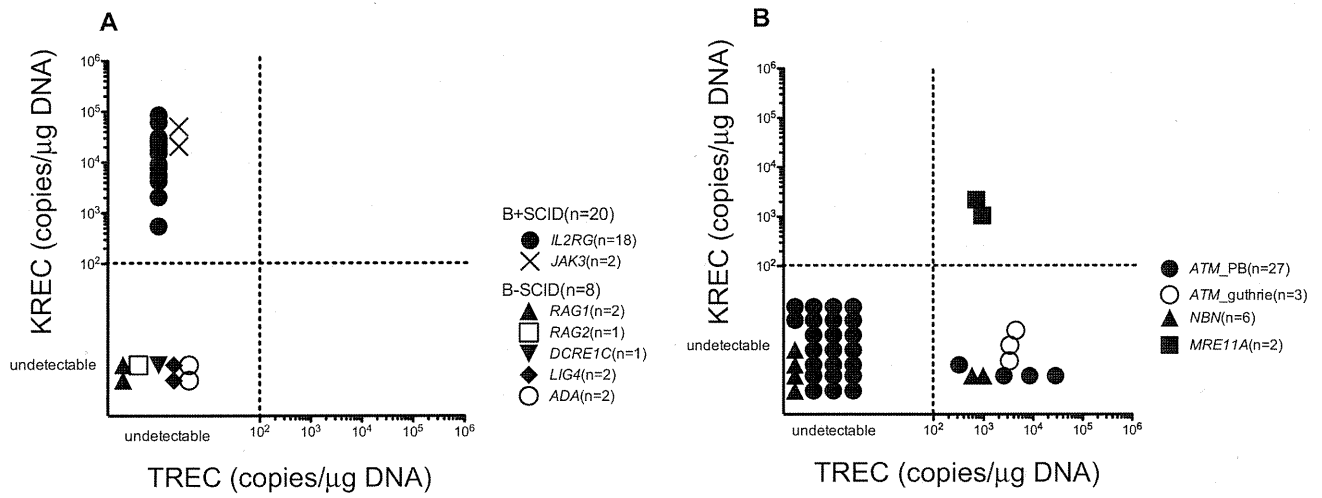 A
KREC (copies/μg DNA)
10⁶
10⁵
10⁴
10³
10²
undetectable
undetectable
10²
10³
10⁴
10⁵
10⁶
TREC (copies/μg DNA)
B+SCID(n=20)
IL2RG(n=18)
JAK3(n=2)
B-SCID(n=8)
RAG1(n=2)
RAG2(n=1)
DCRE1C(n=1)
LIG4(n=2)
ADA(n=2)
B
KREC (copies/μg DNA)
10⁶
10⁵
10⁴
10³
10²
undetectable
undetectable
10²
10³
10⁴
10⁵
10⁶
TREC (copies/μg DNA)
ATM_PB(n=27)
ATM_guthrie(n=3)
NBN(n=6)
MRE11A(n=2)